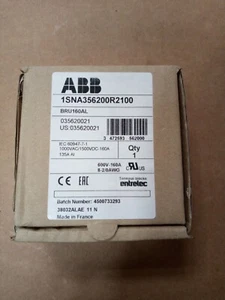 ABB
1SNA356200R2100
BRU160AL
035620021
US:035620021
Qty
1
IEC 60947-7-1
1000VAC/1500VDC-160A
600V-160A
entrelec
Batch Number: 4500733293
Made in France